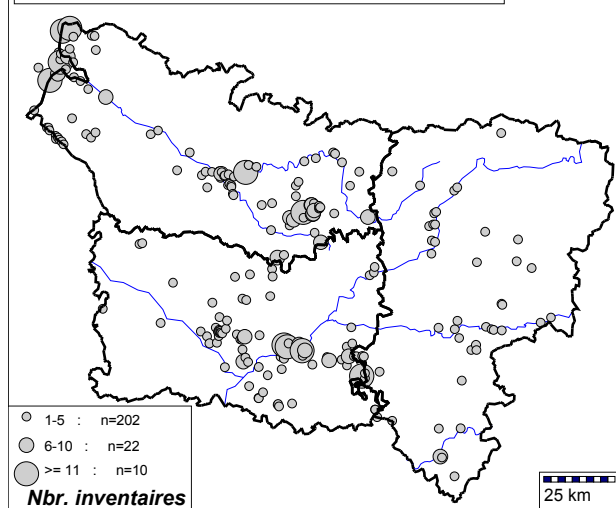 1-5 : n=202
6-10 : n=22
>= 11 : n=10
Nbr. inventaires
25 km